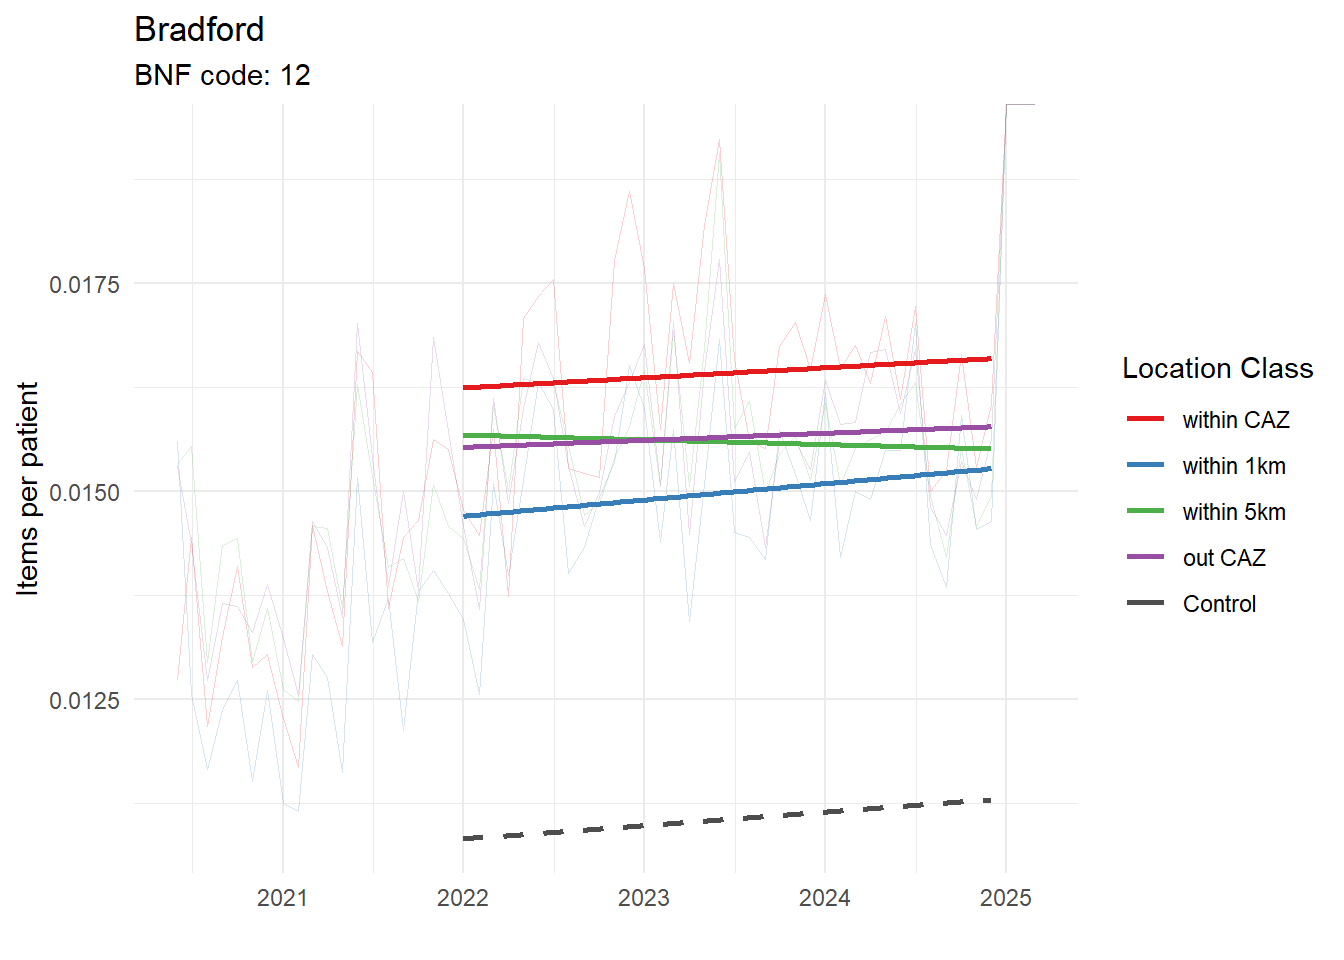 Bradford
BNF code: 12
Items per patient
0.0175
0.0150
0.0125
2021
2022
2023
2024
2025
Location Class
within CAZ
within 1km
within 5km
out CAZ
Control